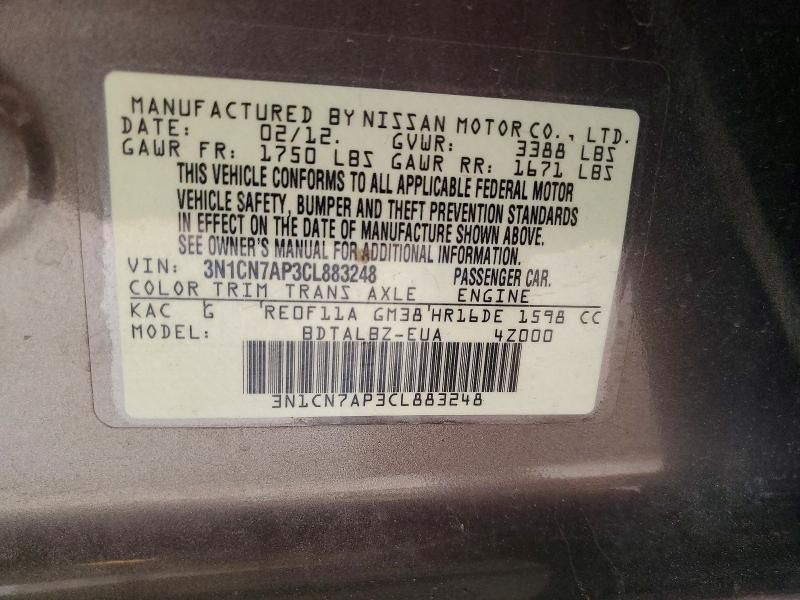 MANUFACTURED BY NISSAN MOTOR CO., LTD.
DATE: 02/12. GVWR: 3388 LBS
GAWR FR: 1750 LBS GAWR RR: 1671 LBS
THIS VEHICLE CONFORMS TO ALL APPLICABLE FEDERAL MOTOR
VEHICLE SAFETY, BUMPER AND THEFT PREVENTION STANDARDS
IN EFFECT ON THE DATE OF MANUFACTURE SHOWN ABOVE.
SEE OWNER'S MANUAL FOR ADDITIONAL INFORMATION.
VIN: 3N1CN7AP3CL883248 PASSENGER CAR.
COLOR TRIM TRANS AXLE ENGINE
KAC G RE0F11A GM38 HR16DE 1598 CC
MODEL: BDTALBZ-EUA 4Z000
3N1CN7AP3CL883248